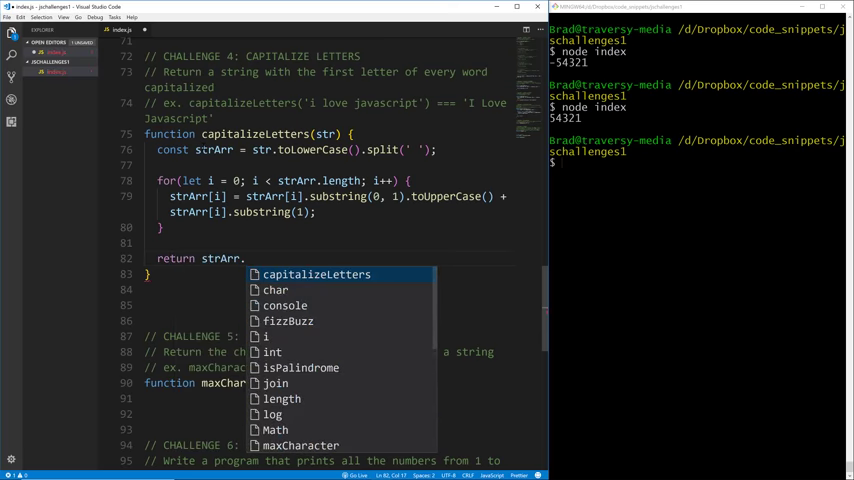 index.js - jschallenges1 - Visual Studio Code
File Edit Selection View Go Debug Tasks Help
EXPLORER
OPEN EDITORS 1 UNSAVED
index.js
JSCHALLENGES1
index.js
index.js
71
72 // CHALLENGE 4: CAPITALIZE LETTERS
73 // Return a string with the first letter of every word
capitalized
74 // ex. capitalizeLetters('i love javascript') === 'I Love
Javascript'
75 function capitalizeLetters(str) {
76 const strArr = str.toLowerCase().split(' ');
77
78 for(let i = 0; i < strArr.length; i++) {
79 strArr[i] = strArr[i].substring(0, 1).toUpperCase() +
strArr[i].substring(1);
80 }
81
82 return strArr.
83 }
84
85
86
87 // CHALLENGE 5:
88 // Return the ch a string
89 // ex. maxCharac
90 function maxChar
91
92
93
94 // CHALLENGE 6:
95 // Write a program that prints all the numbers from 1 to
capitalizeLetters
char
console
fizzBuzz
i
int
isPalindrome
join
length
log
Math
maxCharacter
1 0
Ln 82, Col 17
Spaces: 2
UTF-8
CRLF
JavaScript
Go Live
Prettier
MINGW64:/d/Dropbox/code_snippets/jschallenges1
Brad@traversy-media /d/Dropbox/code_snippets/j
schallenges1
$ node index
-54321
Brad@traversy-media /d/Dropbox/code_snippets/j
schallenges1
$ node index
54321
Brad@traversy-media /d/Dropbox/code_snippets/j
schallenges1
$